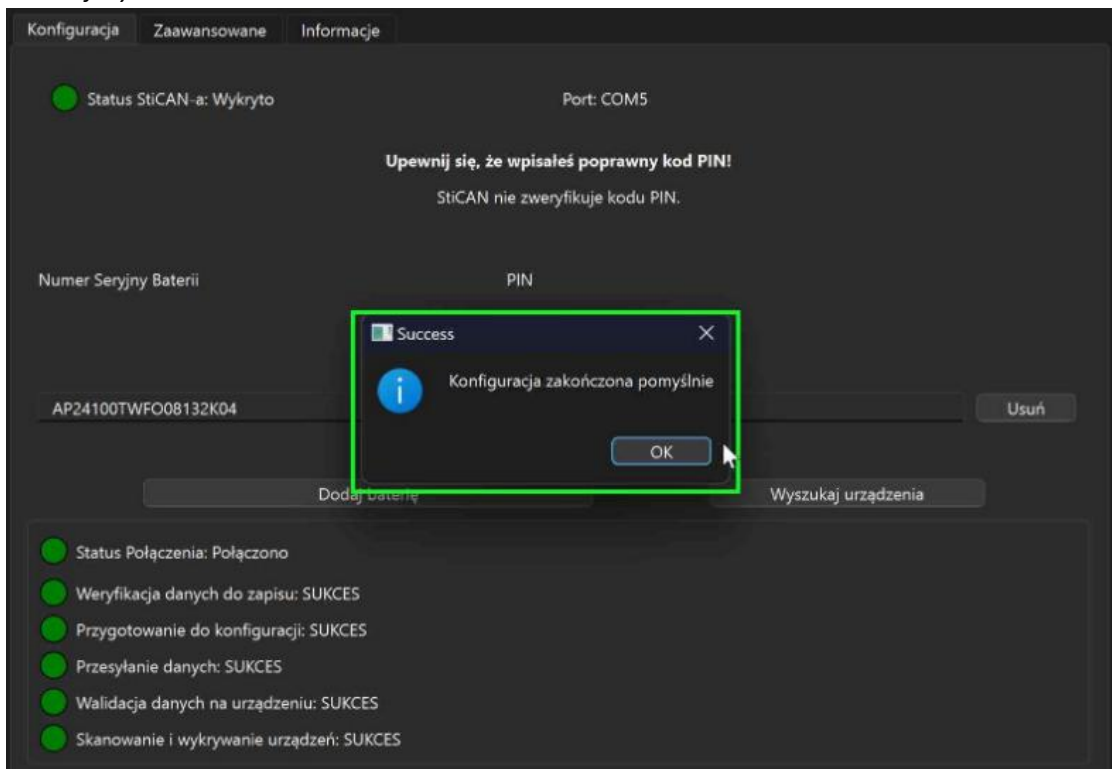 Konfiguracja Zaawansowane Informacje
Status StiCAN-a: Wykryto Port: COM5
Upewnij się, że wpisałeś poprawny kod PIN!
StiCAN nie zweryfikuje kodu PIN.
Numer Seryjny Baterii PIN
Success
Konfiguracja zakończona pomyślnie
AP24100TWFO08132K04 Usuń
OK
Dodaj baterię Wyszukaj urządzenia
Status Połączenia: Połączono
Weryfikacja danych do zapisu: SUKCES
Przygotowanie do konfiguracji: SUKCES
Przesyłanie danych: SUKCES
Walidacja danych na urządzeniu: SUKCES
Skanowanie i wykrywanie urządzeń: SUKCES